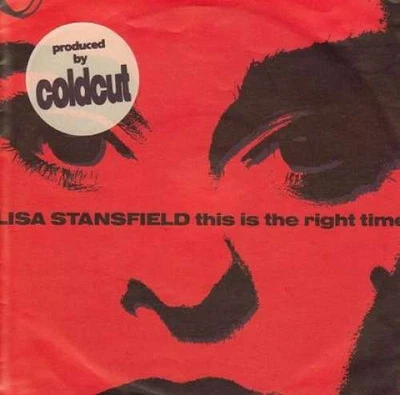 produced
by
coldcut
LISA STANSFIELD this is the right time